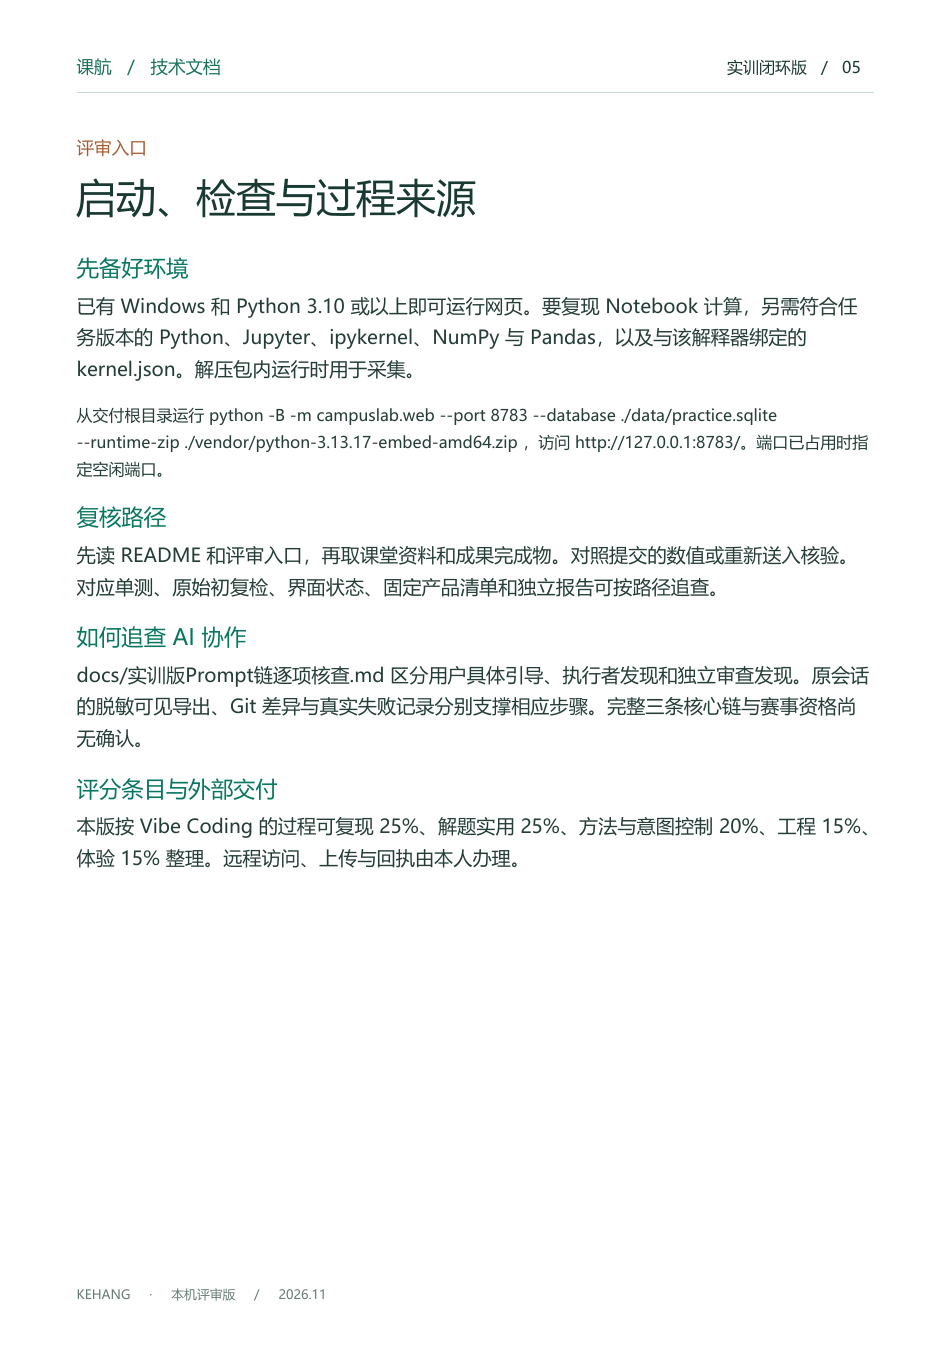 课航 / 技术文档
实训闭环版 / 05
评审入口
启动、检查与过程来源
先备好环境
已有 Windows 和 Python 3.10 或以上即可运行网页。要复现 Notebook 计算，另需符合任
务版本的 Python、Jupyter、ipykernel、NumPy 与 Pandas，以及与该解释器绑定的
kernel.json。解压包内运行时用于采集。
从交付根目录运行 python -B -m campuslab.web --port 8783 --database ./data/practice.sqlite
--runtime-zip ./vendor/python-3.13.17-embed-amd64.zip ，访问 http://127.0.0.1:8783/。端口已占用时指
定空闲端口。
复核路径
先读 README 和评审入口，再取课堂资料和成果完成物。对照提交的数值或重新送入核验。
对应单测、原始初复检、界面状态、固定产品清单和独立报告可按路径追查。
如何追查 AI 协作
docs/实训版Prompt链逐项核查.md 区分用户具体引导、执行者发现和独立审查发现。原会话
的脱敏可见导出、Git 差异与真实失败记录分别支撑相应步骤。完整三条核心链与赛事资格尚
无确认。
评分条目与外部交付
本版按 Vibe Coding 的过程可复现 25%、解题实用 25%、方法与意图控制 20%、工程 15%、
体验 15% 整理。远程访问、上传与回执由本人办理。
KEHANG · 本机评审版 / 2026.11